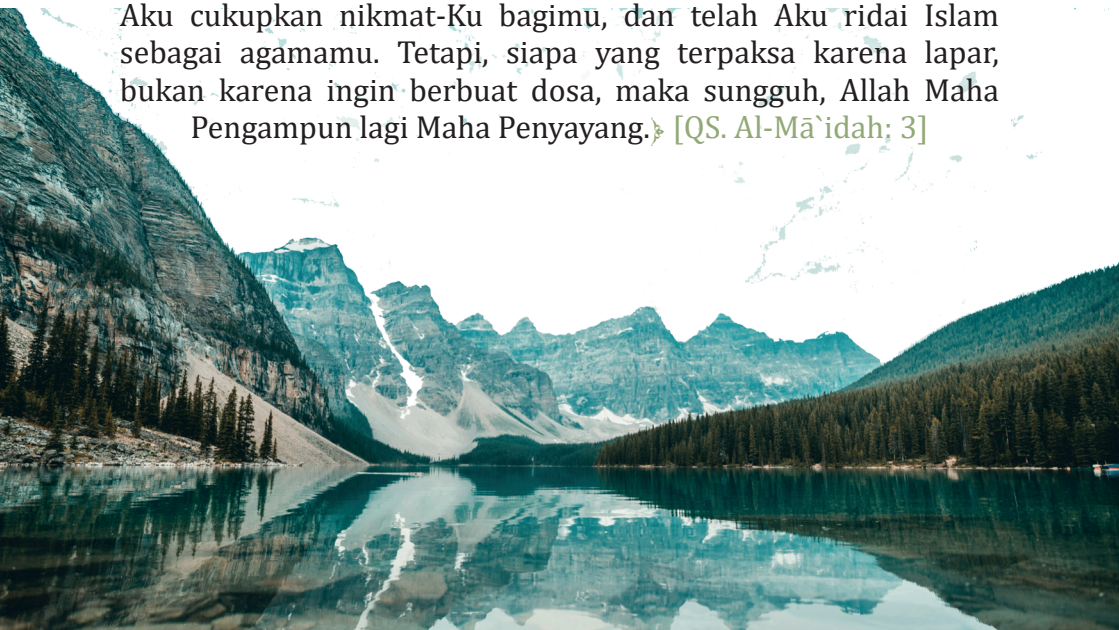 Aku cukupkan nikmat-Ku bagimu, dan telah Aku ridai Islam
sebagai agamamu. Tetapi, siapa yang terpaksa karena lapar,
bukan karena ingin berbuat dosa, maka sungguh, Allah Maha
Pengampun lagi Maha Penyayang.﴿ [QS. Al-Mā`idah: 3]